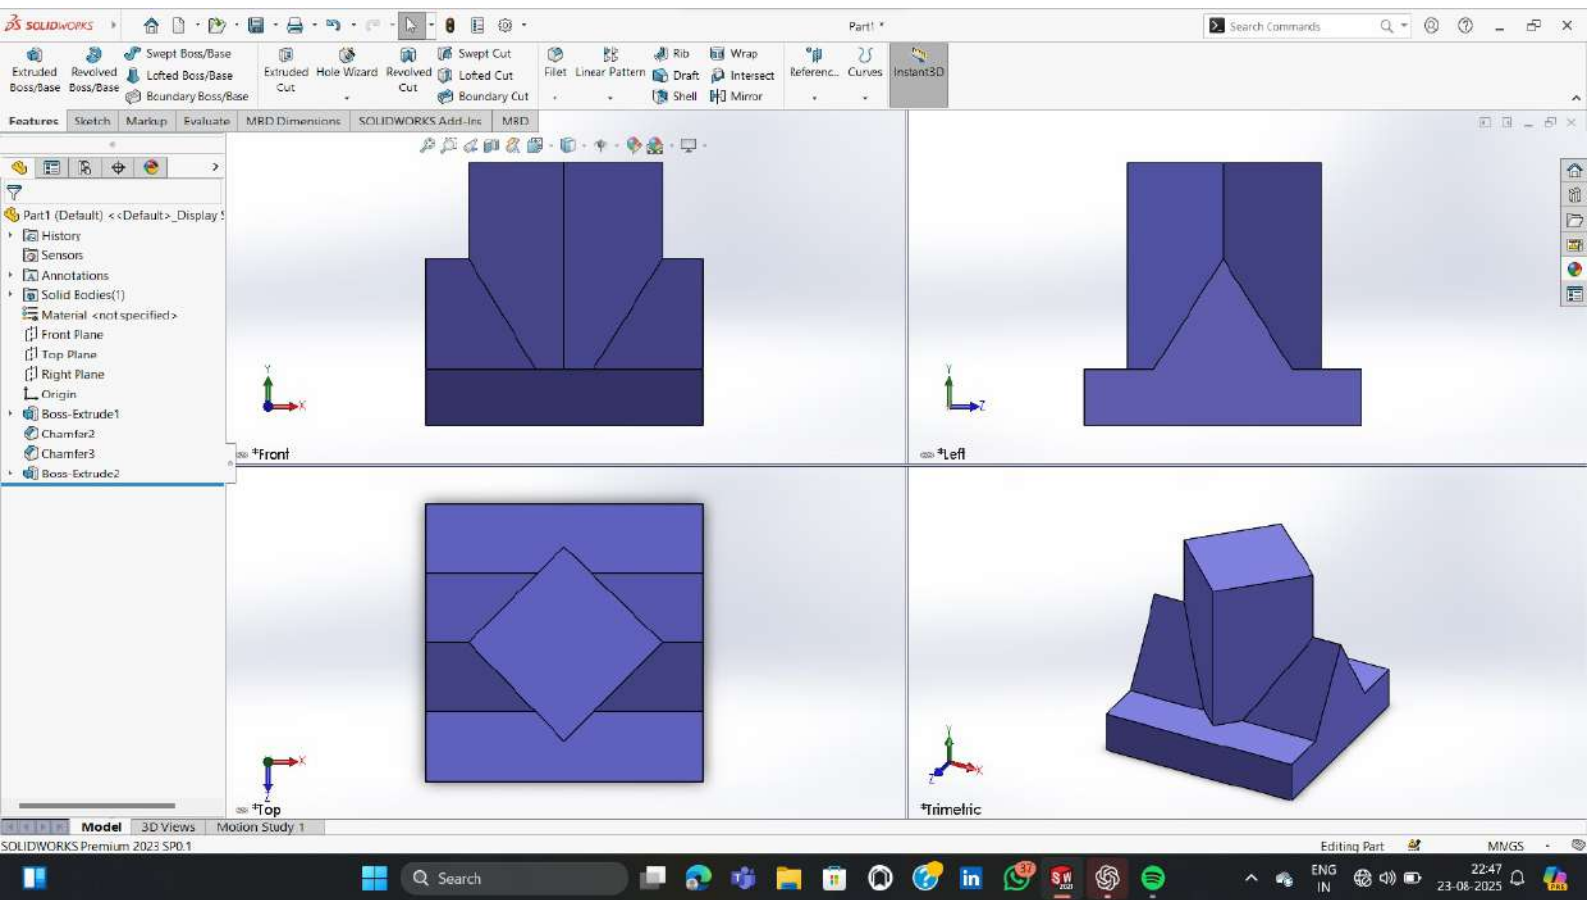 SOLIDWORKS
Part1 *
Search Commands
Extruded Boss/Base
Revolved Boss/Base
Swept Boss/Base
Lofted Boss/Base
Boundary Boss/Base
Extruded Cut
Hole Wizard
Revolved Cut
Swept Cut
Lofted Cut
Boundary Cut
Fillet
Linear Pattern
Rib
Draft
Shell
Wrap
Intersect
Mirror
Referenc...
Curves
Instant3D
Features Sketch Markup Evaluate MBD Dimensions SOLIDWORKS Add-Ins MBD
Part1 (Default) <<Default>_Display S
History
Sensors
Annotations
Solid Bodies(1)
Material <not specified>
Front Plane
Top Plane
Right Plane
Origin
Boss-Extrude1
Chamfer2
Chamfer3
Boss-Extrude2
Y
X
*Front
Y
Z
*Left
X
Z
*Top
Y
Z
X
*Trimetric
Model 3D Views Motion Study 1
SOLIDWORKS Premium 2023 SP0.1
Editing Part
MMGS
Search
37
SW
2023
in
ENG
IN
22:47
23-08-2025
PRE